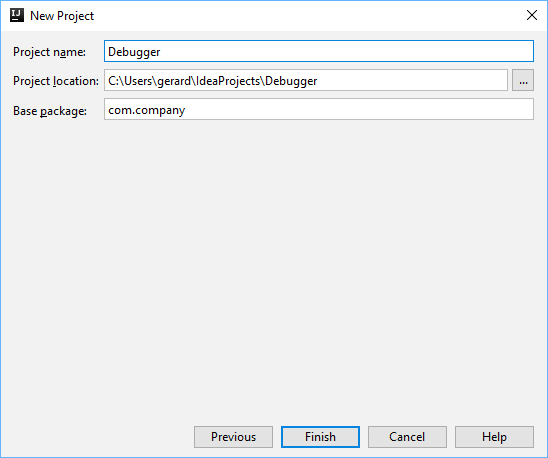 IJ New Project
Project name: Debugger
Project location: C:\Users\gerard\IdeaProjects\Debugger ...
Base package: com.company
Previous Finish Cancel Help